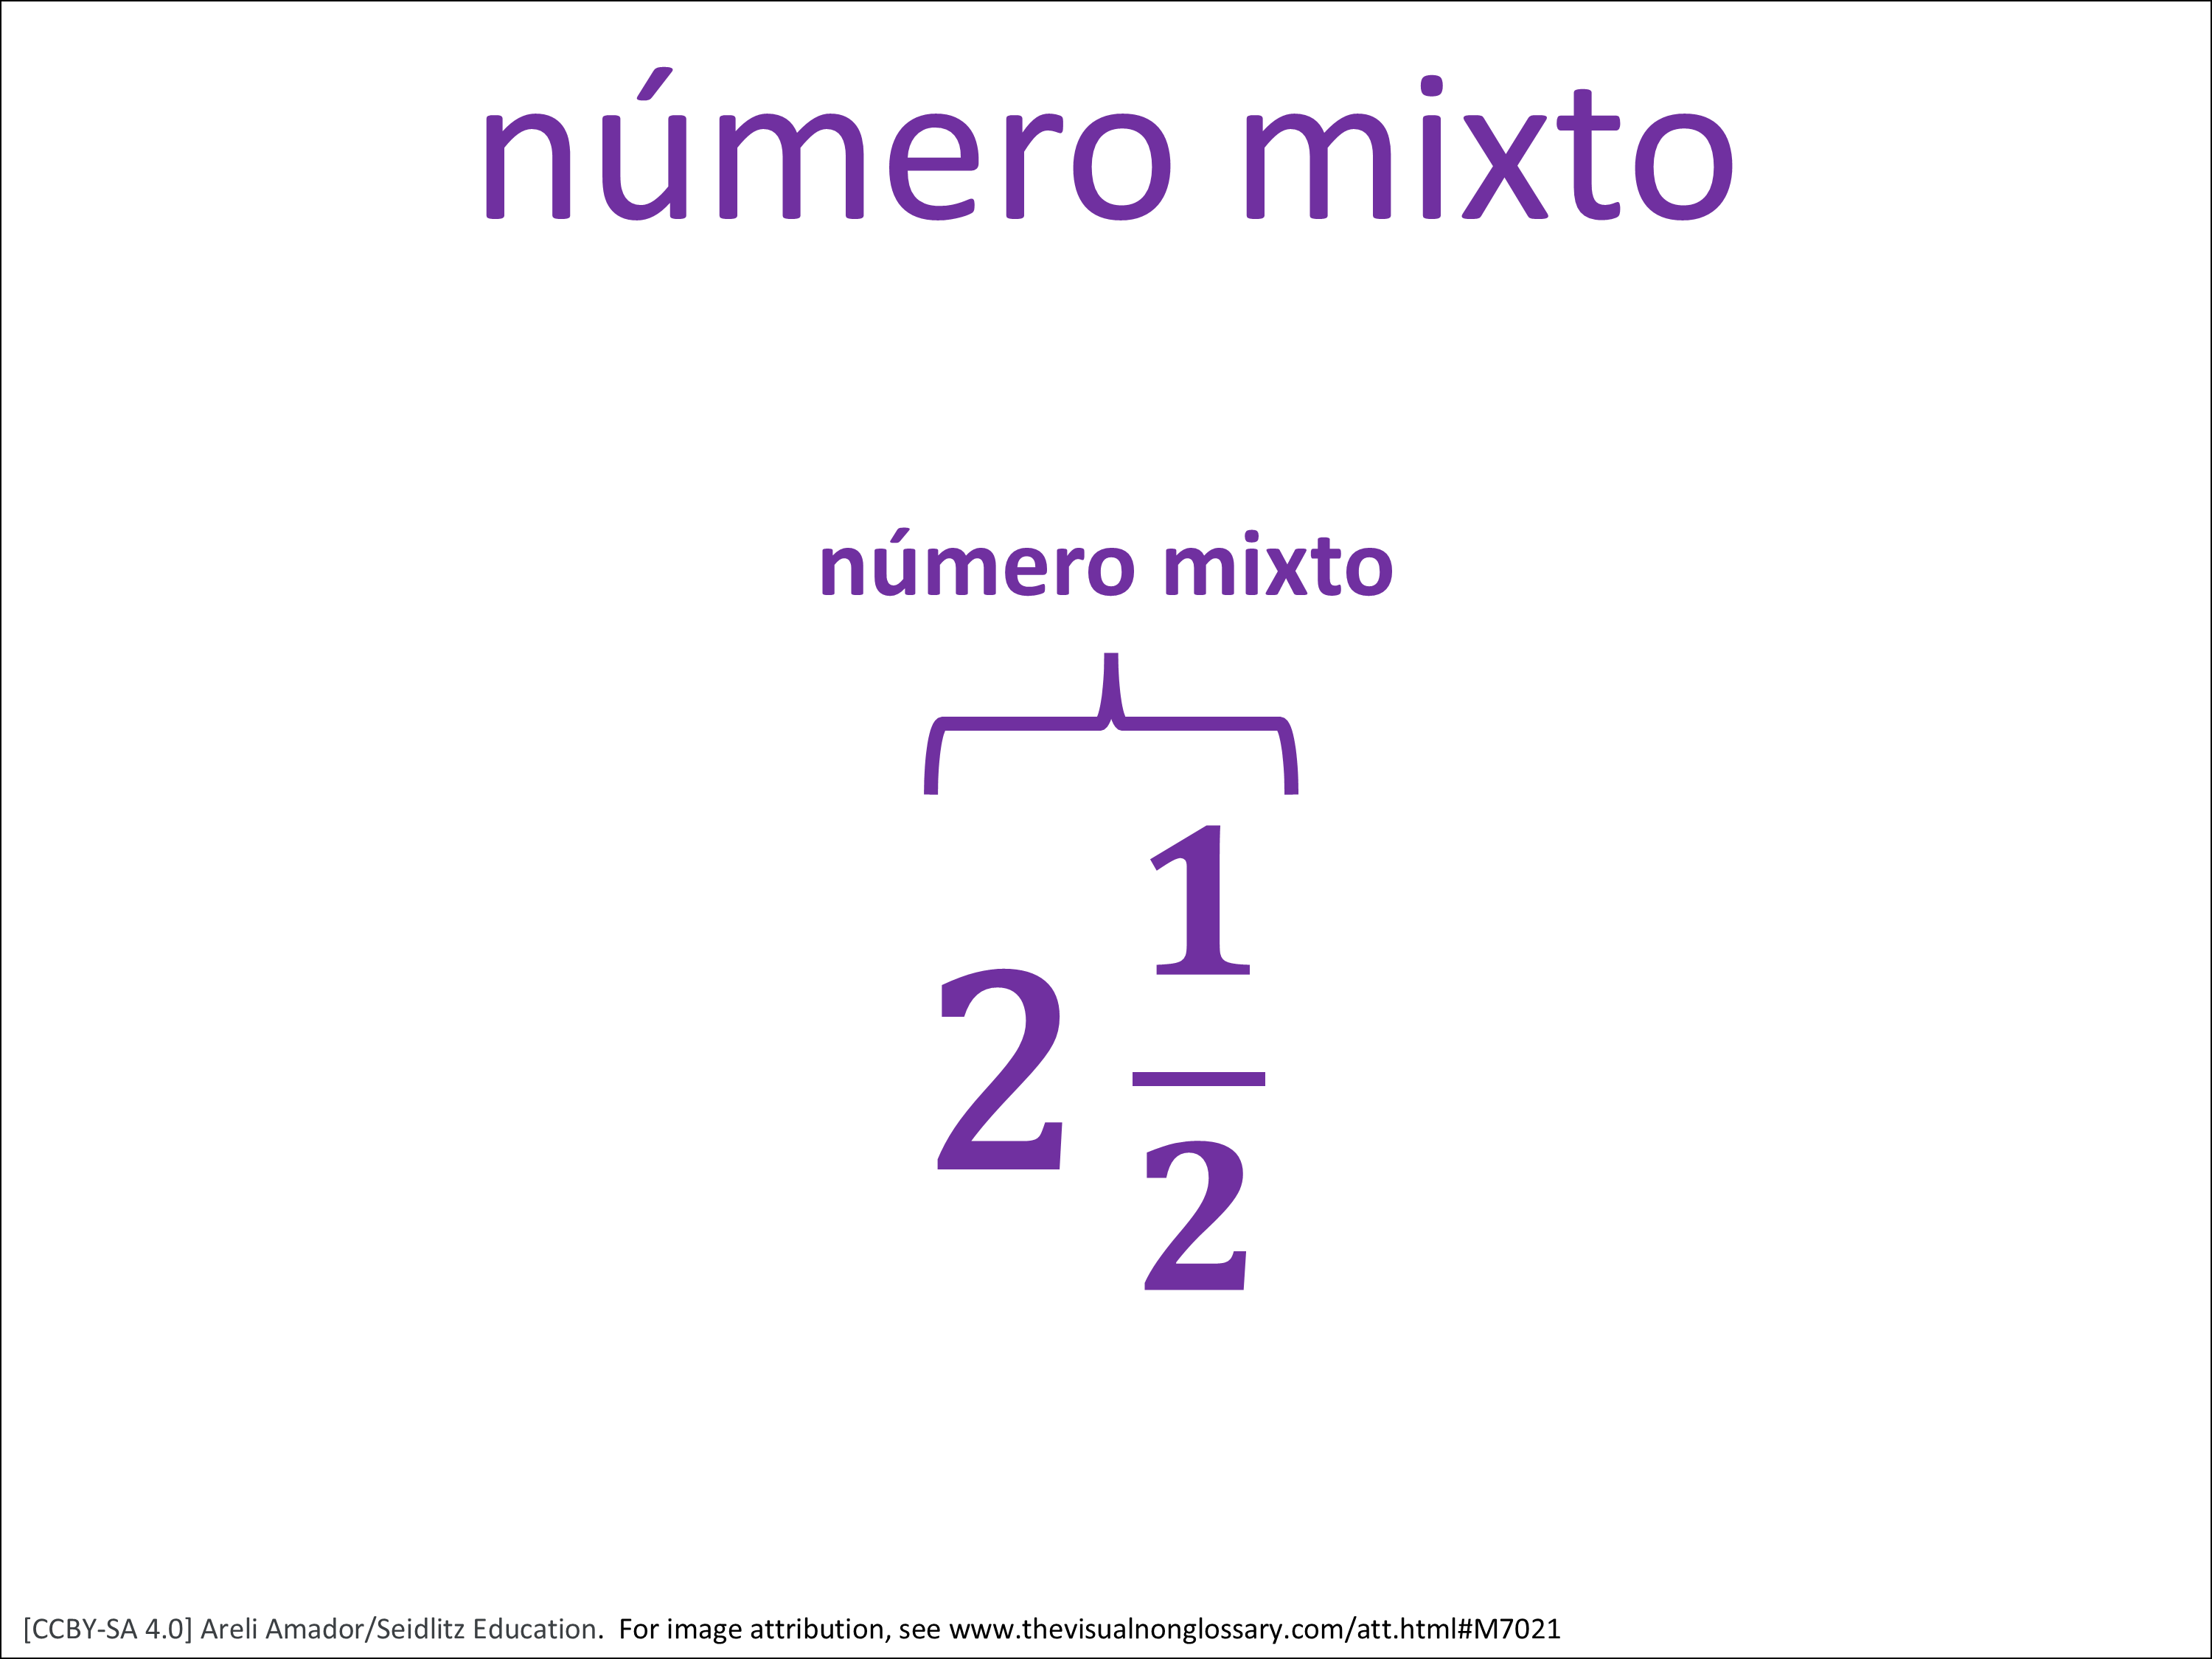 número mixto
número mixto
2 1/2
[CCBY-SA 4.0] Areli Amador/Seidlitz Education. For image attribution, see www.thevisualnonglossary.com/att.html#M7021